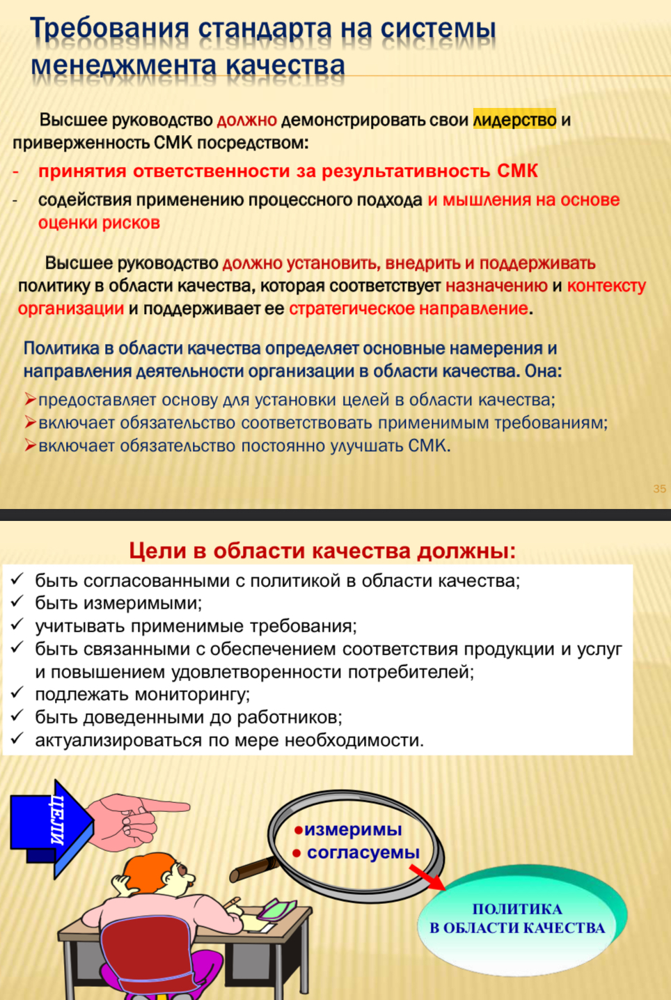 Требования стандарта на системы
менеджмента качества
Высшее руководство должно демонстрировать свои лидерство и
приверженность СМК посредством:
- принятия ответственности за результативность СМК
- содействия применению процессного подхода и мышления на основе
оценки рисков
Высшее руководство должно установить, внедрить и поддерживать
политику в области качества, которая соответствует назначению и контексту
организации и поддерживает ее стратегическое направление.
Политика в области качества определяет основные намерения и
направления деятельности организации в области качества. Она:
➢предоставляет основу для установки целей в области качества;
➢включает обязательство соответствовать применимым требованиям;
➢включает обязательство постоянно улучшать СМК.
35
Цели в области качества должны:
✓ быть согласованными с политикой в области качества;
✓ быть измеримыми;
✓ учитывать применимые требования;
✓ быть связанными с обеспечением соответствия продукции и услуг
и повышением удовлетворенности потребителей;
✓ подлежать мониторингу;
✓ быть доведенными до работников;
✓ актуализироваться по мере необходимости.
ЦЕЛИ
●измеримы
● согласуемы
ПОЛИТИКА
В ОБЛАСТИ КАЧЕСТВА